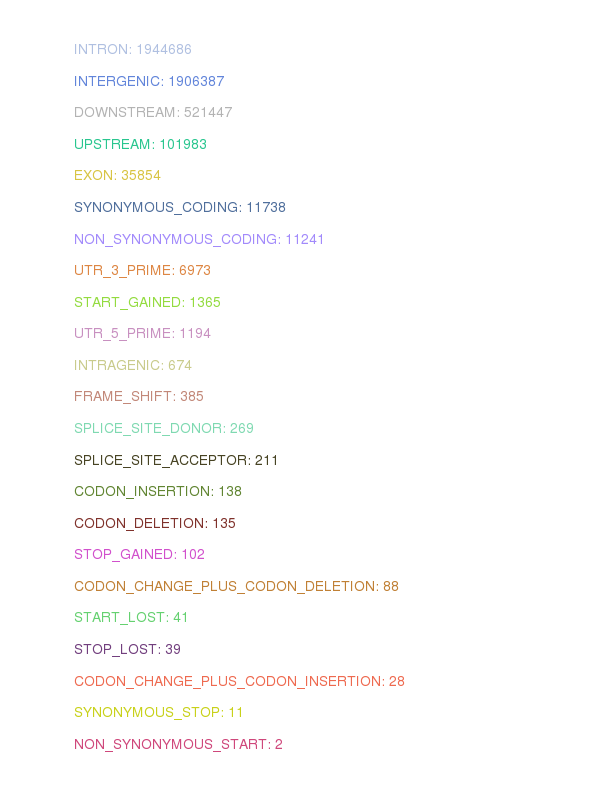 INTRON: 1944686
INTERGENIC: 1906387
DOWNSTREAM: 521447
UPSTREAM: 101983
EXON: 35854
SYNONYMOUS_CODING: 11738
NON_SYNONYMOUS_CODING: 11241
UTR_3_PRIME: 6973
START_GAINED: 1365
UTR_5_PRIME: 1194
INTRAGENIC: 674
FRAME_SHIFT: 385
SPLICE_SITE_DONOR: 269
SPLICE_SITE_ACCEPTOR: 211
CODON_INSERTION: 138
CODON_DELETION: 135
STOP_GAINED: 102
CODON_CHANGE_PLUS_CODON_DELETION: 88
START_LOST: 41
STOP_LOST: 39
CODON_CHANGE_PLUS_CODON_INSERTION: 28
SYNONYMOUS_STOP: 11
NON_SYNONYMOUS_START: 2